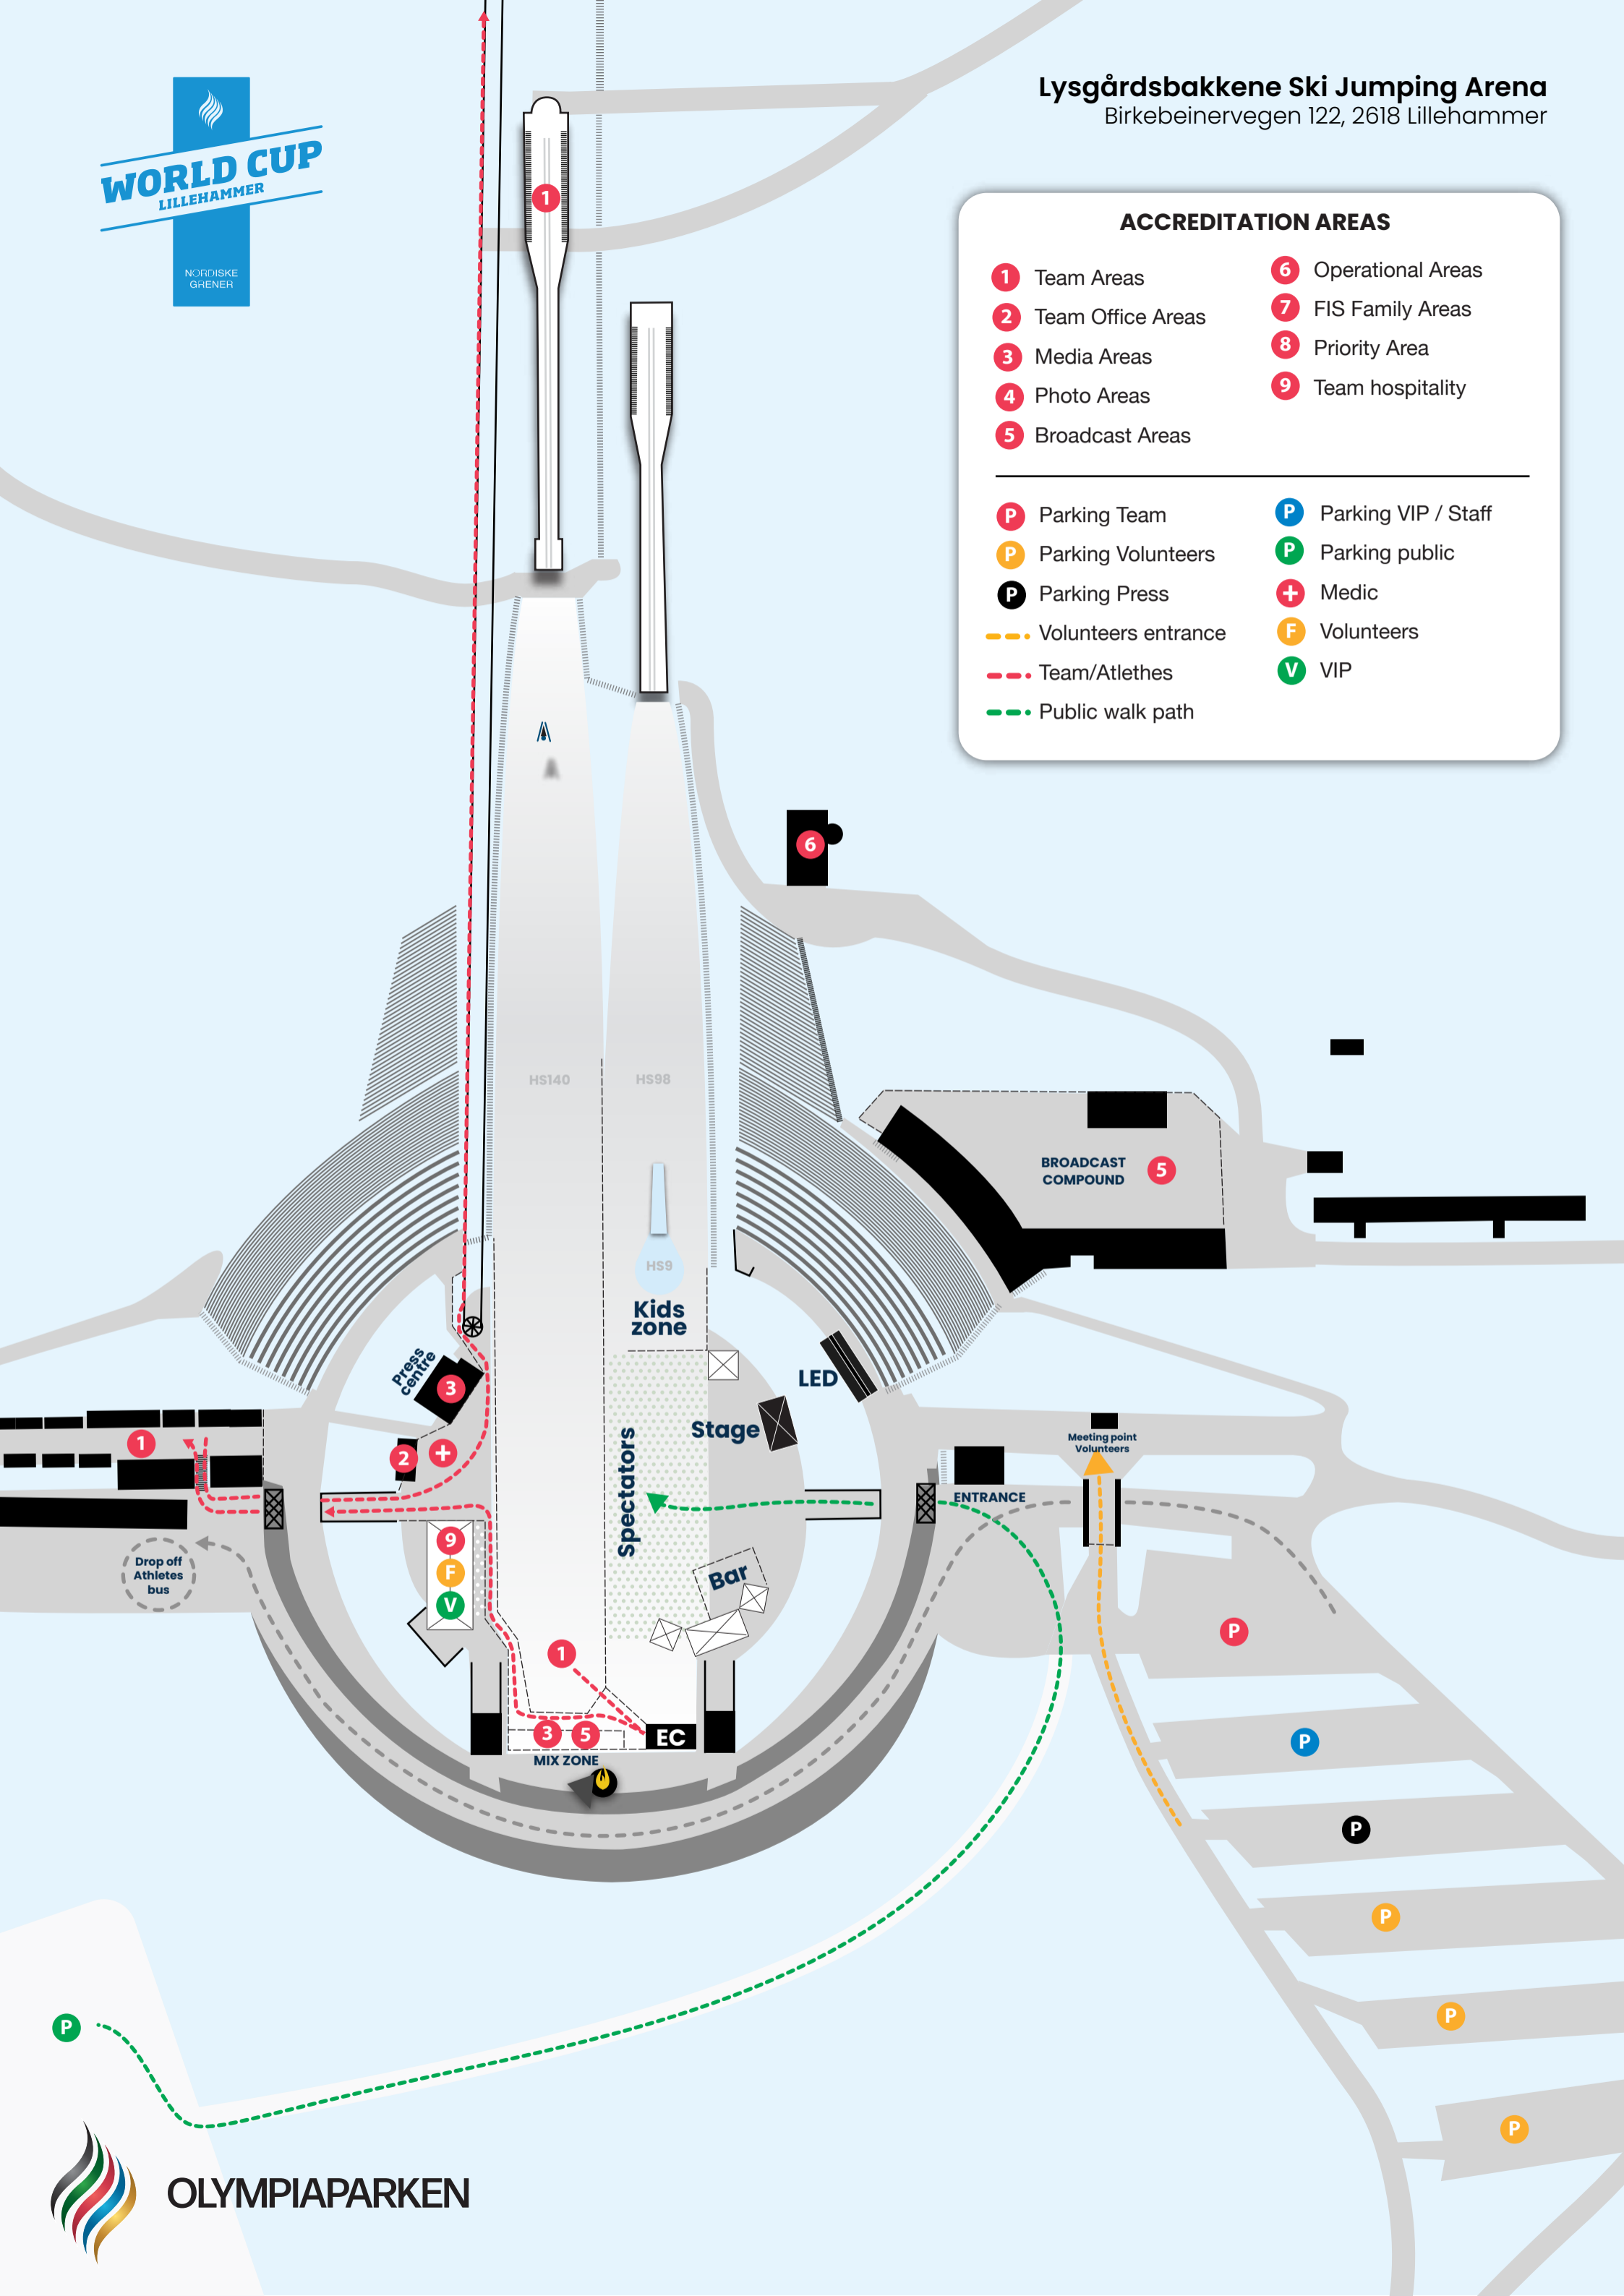 Lysgårdsbakkene Ski Jumping Arena
Birkebeinervegen 122, 2618 Lillehammer
WORLD CUP
LILLEHAMMER
NORDISKE
GRENER
ACCREDITATION AREAS
1 Team Areas
2 Team Office Areas
3 Media Areas
4 Photo Areas
5 Broadcast Areas
6 Operational Areas
7 FIS Family Areas
8 Priority Area
9 Team hospitality
P Parking Team
P Parking Volunteers
P Parking Press
Volunteers entrance
Team/Atlethes
Public walk path
P Parking VIP / Staff
P Parking public
+ Medic
F Volunteers
V VIP
1
6
HS140
HS98
BROADCAST
COMPOUND
5
HS9
Kids
zone
Press
centre
3
LED
Stage
1
2
+
Spectators
Meeting point
Volunteers
ENTRANCE
9
F
V
Drop off
Athletes
bus
Bar
1
P
3
5
EC
MIX ZONE
P
P
P
P
P
P
OLYMPIAPARKEN